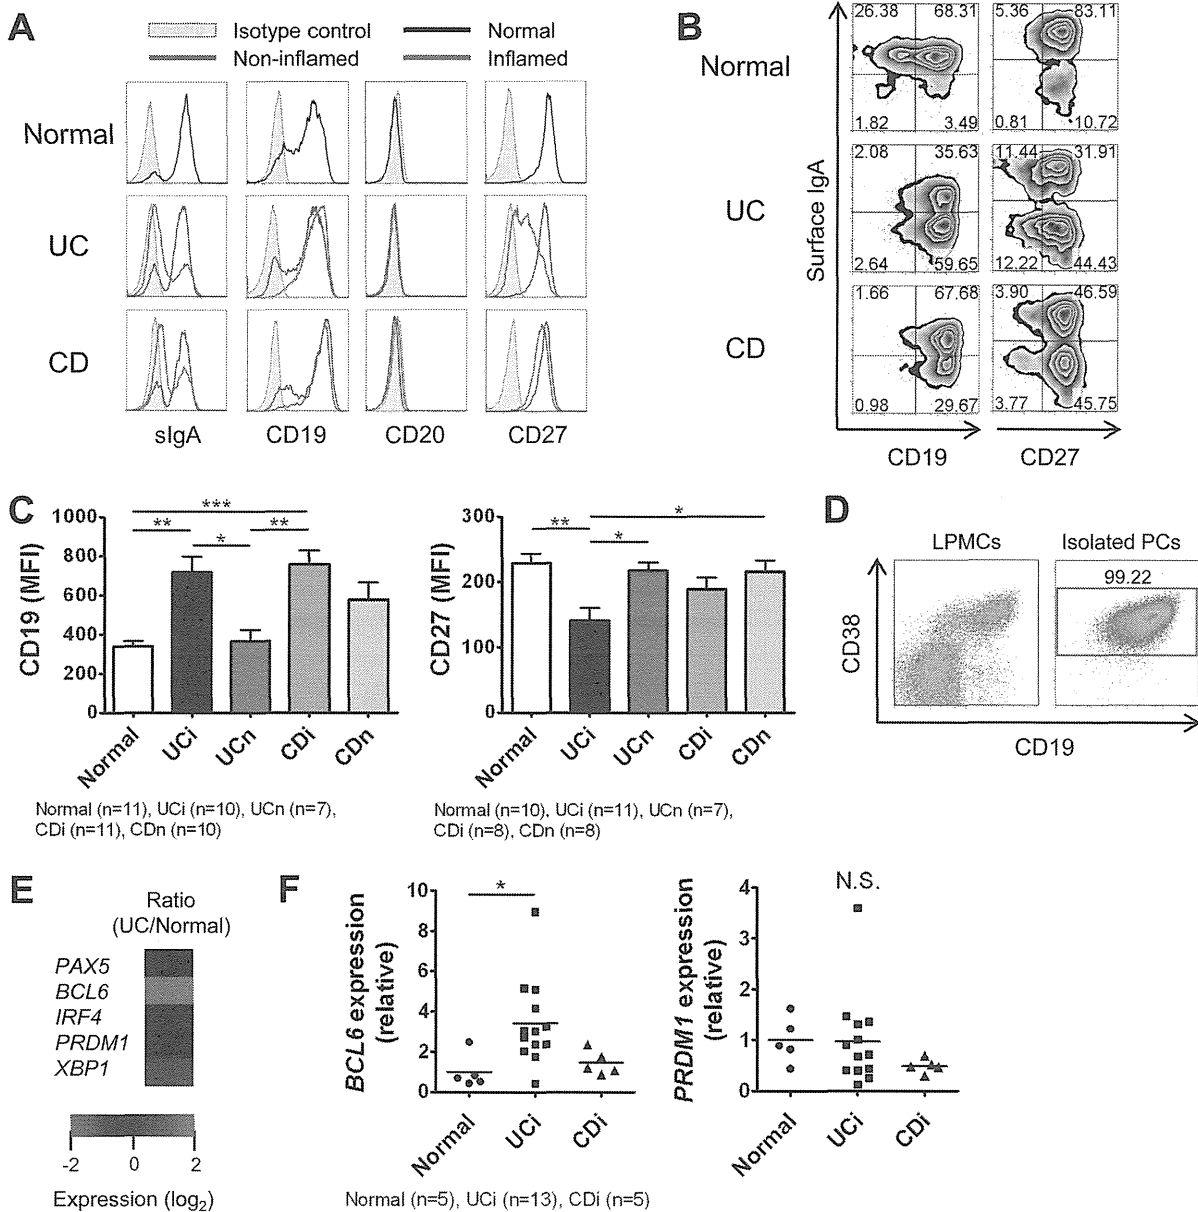 A
Isotype control
Normal
Non-inflamed
Inflamed
Normal
UC
CD
sIgA
CD19
CD20
CD27
B
Normal
UC
CD
Surface IgA
26.38
68.31
1.82
3.49
5.36
83.11
0.81
10.72
2.08
35.63
2.64
59.65
11.44
31.91
12.22
44.43
1.66
67.68
0.98
29.67
3.90
46.59
3.77
45.75
CD19
CD27
C
CD19 (MFI)
1000
800
600
400
200
0
***
**
**
*
Normal
UCi
UCn
CDi
CDn
Normal (n=11), UCi (n=10), UCn (n=7),
CDi (n=11), CDn (n=10)
CD27 (MFI)
300
200
100
0
*
**
*
Normal
UCi
UCn
CDi
CDn
Normal (n=10), UCi (n=11), UCn (n=7),
CDi (n=8), CDn (n=8)
D
LPMCs
Isolated PCs
99.22
CD38
CD19
E
Ratio
(UC/Normal)
PAX5
BCL6
IRF4
PRDM1
XBP1
-2
0
2
Expression (log2)
F
BCL6 expression
(relative)
10
8
6
4
2
0
*
Normal
UCi
CDi
PRDM1 expression
(relative)
4
3
2
1
0
N.S.
Normal
UCi
CDi
Normal (n=5), UCi (n=13), CDi (n=5)